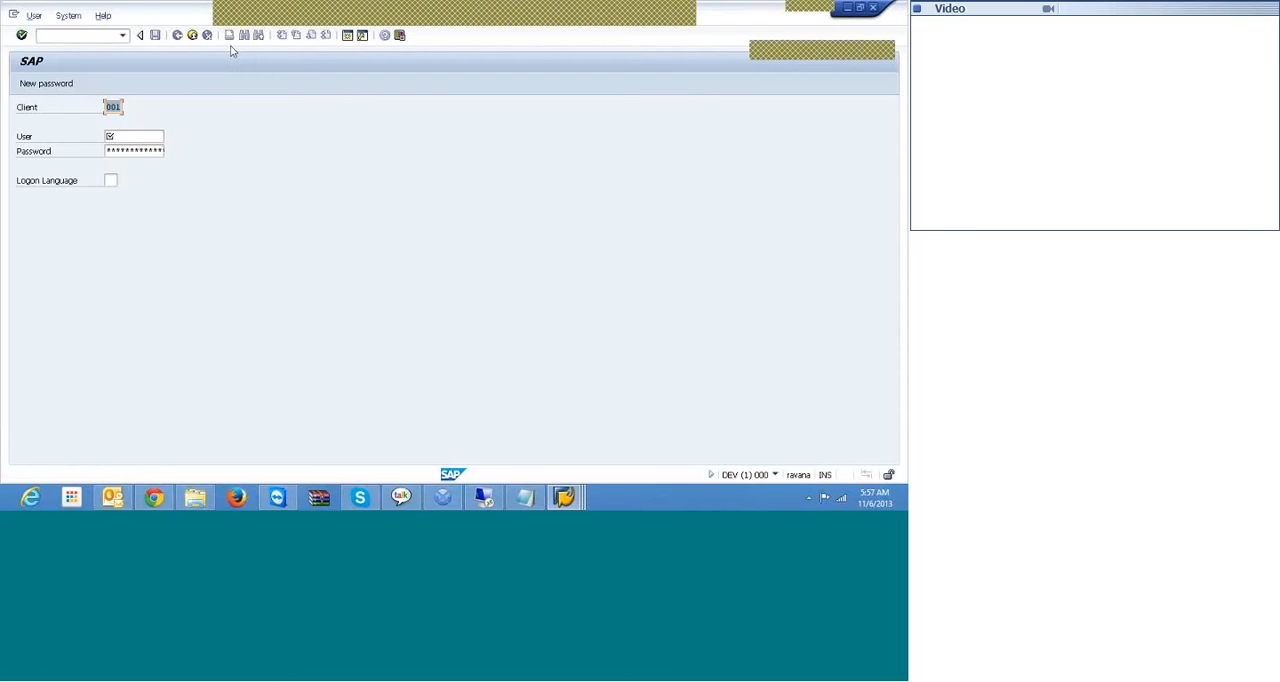 User System Help
Video
SAP
New password
Client 001
User
Password *************
Logon Language
SAP
DEV (1) 000 ravana INS
talk
5:57 AM
11/6/2013